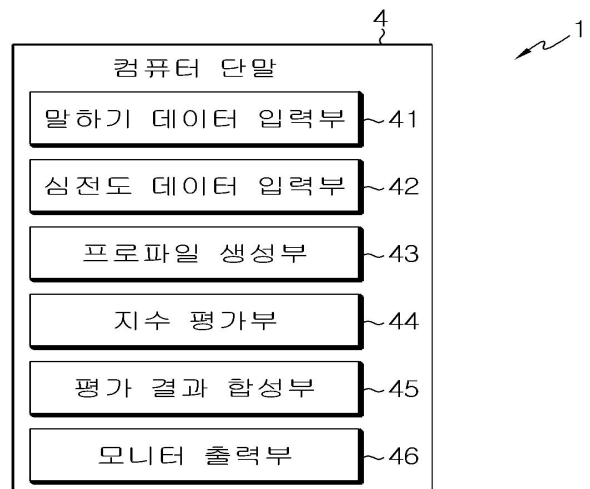 4
1
컴퓨터 단말
말하기 데이터 입력부 41
심전도 데이터 입력부 42
프로파일 생성부 43
지수 평가부 44
평가 결과 합성부 45
모니터 출력부 46